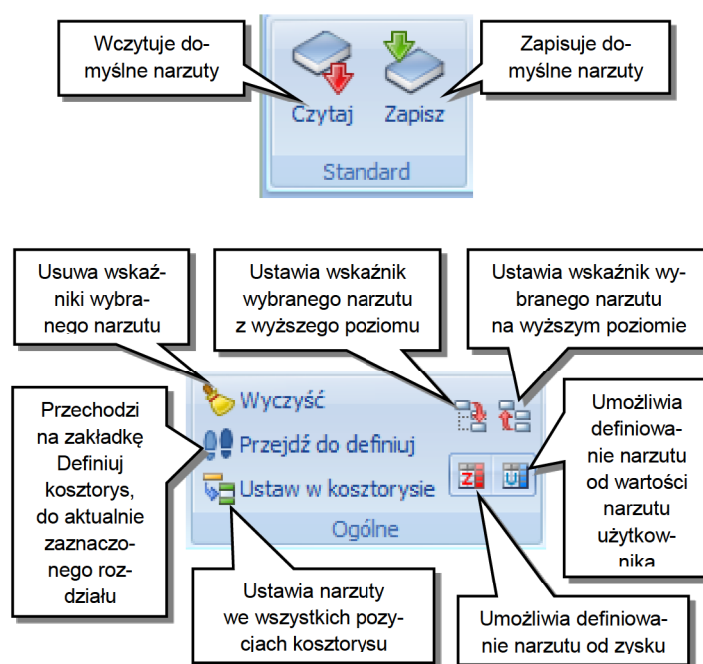 Wczytuje do-
myślne narzuty
Zapisuje do-
myślne narzuty
Czytaj
Zapisz
Standard
Usuwa wskaź-
niki wybra-
nego narzutu
Ustawia wskaźnik
wybranego narzutu
z wyższego poziomu
Ustawia wskaźnik wy-
branego narzutu
na wyższym poziomie
Przechodzi
na zakładkę
Definiuj
kosztorys,
do aktualnie
zaznaczo-
nego roz-
działu
Wyczyść
Przejdź do definiuj
Ustaw w kosztorysie
Z
U
Ogólne
Umożliwia
definiowa-
nie narzutu
od wartości
narzutu
użytkow-
nika
Ustawia narzuty
we wszystkich pozy-
cjach kosztorysu
Umożliwia definiowa-
nie narzutu od zysku